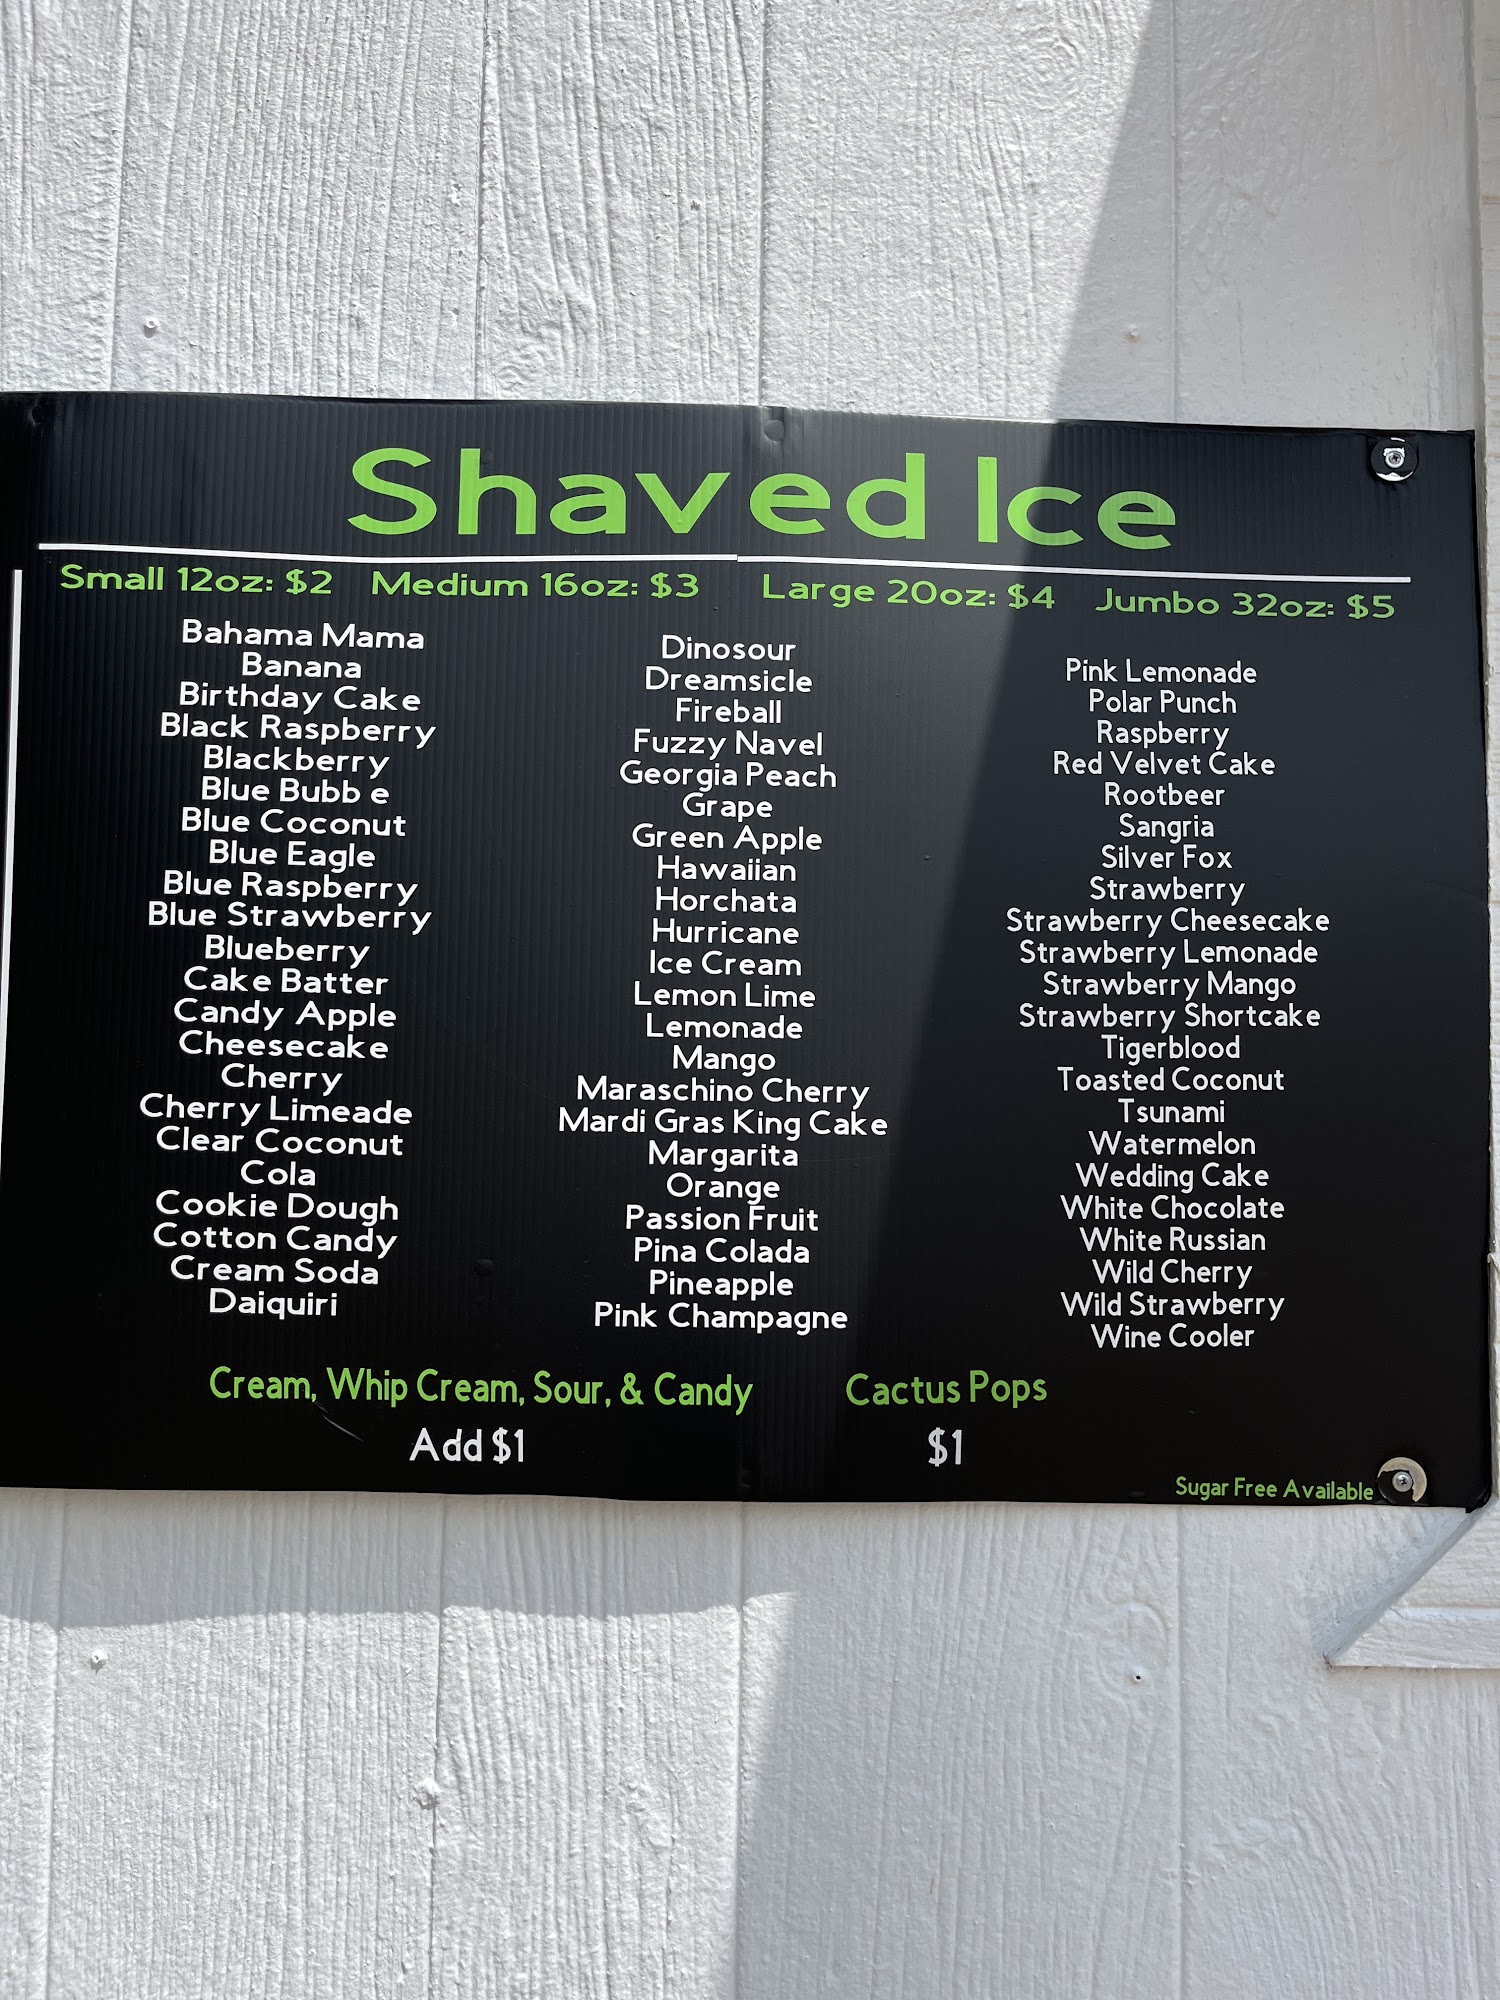 Shaved Ice
Small 12oz: $2 Medium 16oz: $3 Large 20oz: $4 Jumbo 32oz: $5
Bahama Mama
Banana
Birthday Cake
Black Raspberry
Blackberry
Blue Bubb e
Blue Coconut
Blue Eagle
Blue Raspberry
Blue Strawberry
Blueberry
Cake Batter
Candy Apple
Cheesecake
Cherry
Cherry Limeade
Clear Coconut
Cola
Cookie Dough
Cotton Candy
Cream Soda
Daiquiri
Dinosour
Dreamsicle
Fireball
Fuzzy Navel
Georgia Peach
Grape
Green Apple
Hawaiian
Horchata
Hurricane
Ice Cream
Lemon Lime
Lemonade
Mango
Maraschino Cherry
Mardi Gras King Cake
Margarita
Orange
Passion Fruit
Pina Colada
Pineapple
Pink Champagne
Pink Lemonade
Polar Punch
Raspberry
Red Velvet Cake
Rootbeer
Sangria
Silver Fox
Strawberry
Strawberry Cheesecake
Strawberry Lemonade
Strawberry Mango
Strawberry Shortcake
Tigerblood
Toasted Coconut
Tsunami
Watermelon
Wedding Cake
White Chocolate
White Russian
Wild Cherry
Wild Strawberry
Wine Cooler
Cream, Whip Cream, Sour, & Candy
Add $1
Cactus Pops
$1
Sugar Free Available